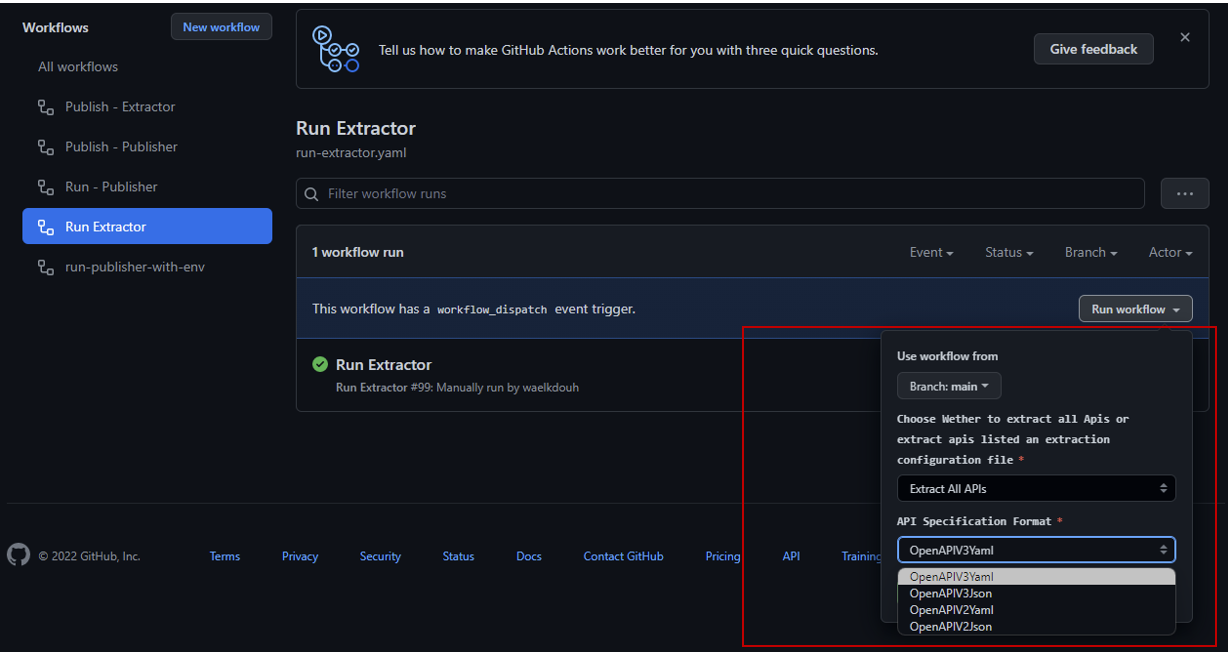 Workflows
New workflow
All workflows
Publish - Extractor
Publish - Publisher
Run - Publisher
Run Extractor
run-publisher-with-env
Tell us how to make GitHub Actions work better for you with three quick questions.
Give feedback
Run Extractor
run-extractor.yaml
Filter workflow runs
1 workflow run
Event
Status
Branch
Actor
This workflow has a workflow_dispatch event trigger.
Run workflow
Run Extractor
Run Extractor #99: Manually run by waelkdouh
Use workflow from
Branch: main
Choose Wether to extract all Apis or
extract apis listed an extraction
configuration file *
Extract All APIs
API Specification Format *
OpenAPIV3Yaml
OpenAPIV3Yaml
OpenAPIV3Json
OpenAPIV2Yaml
OpenAPIV2Json
© 2022 GitHub, Inc.
Terms
Privacy
Security
Status
Docs
Contact GitHub
Pricing
API
Training